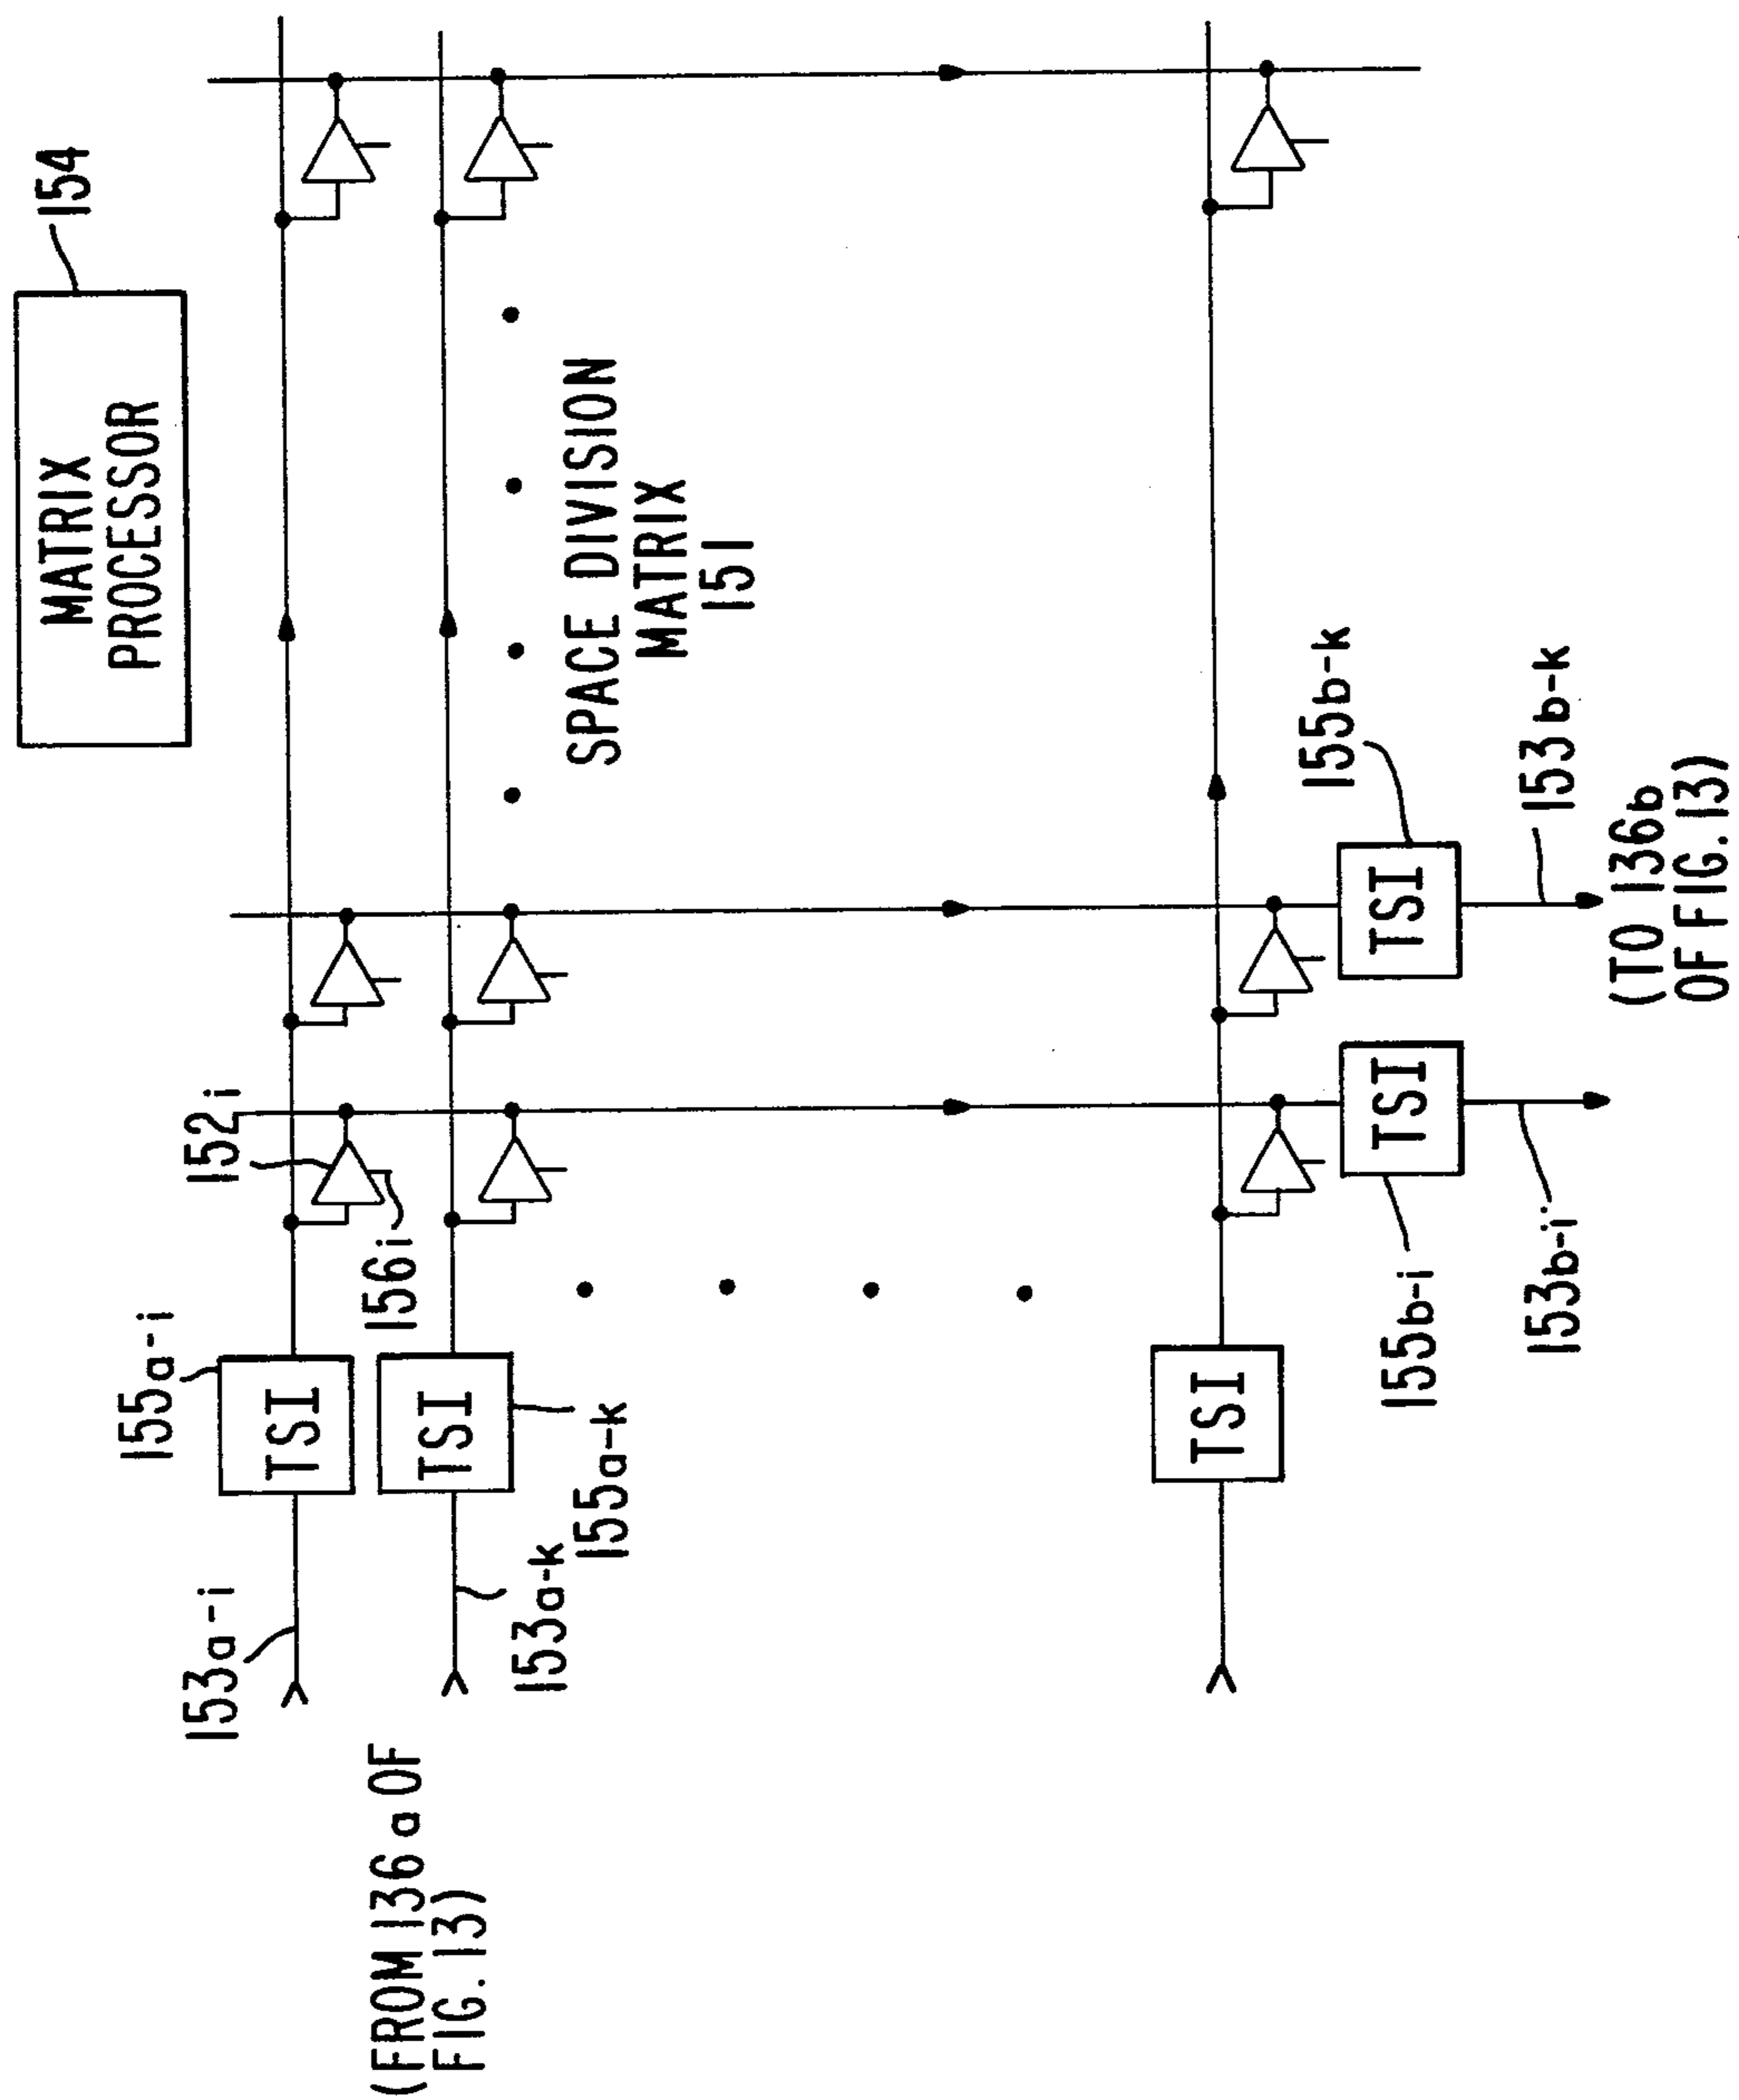 MATRIX
PROCESSOR
154
153a-i
155a-i
TSI
152i
156i
(FROM 136a OF
FIG. 13)
TSI
153a-k
155a-k
SPACE DIVISION
MATRIX
151
TSI
TSI
155b-i
153b-i
TSI
155b-k
153b-k
(TO 136b
OF FIG.13)